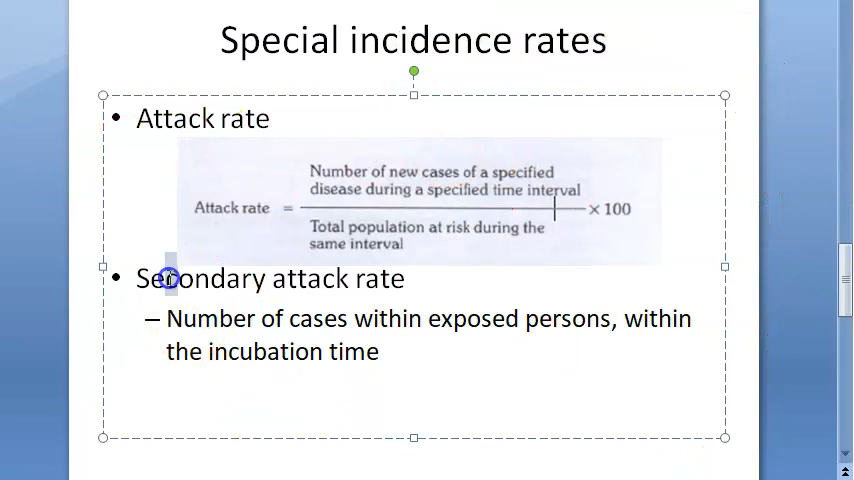 Special incidence rates
• Attack rate
Number of new cases of a specified
disease during a specified time interval
Attack rate = × 100
Total population at risk during the
same interval
• Secondary attack rate
– Number of cases within exposed persons, within
the incubation time